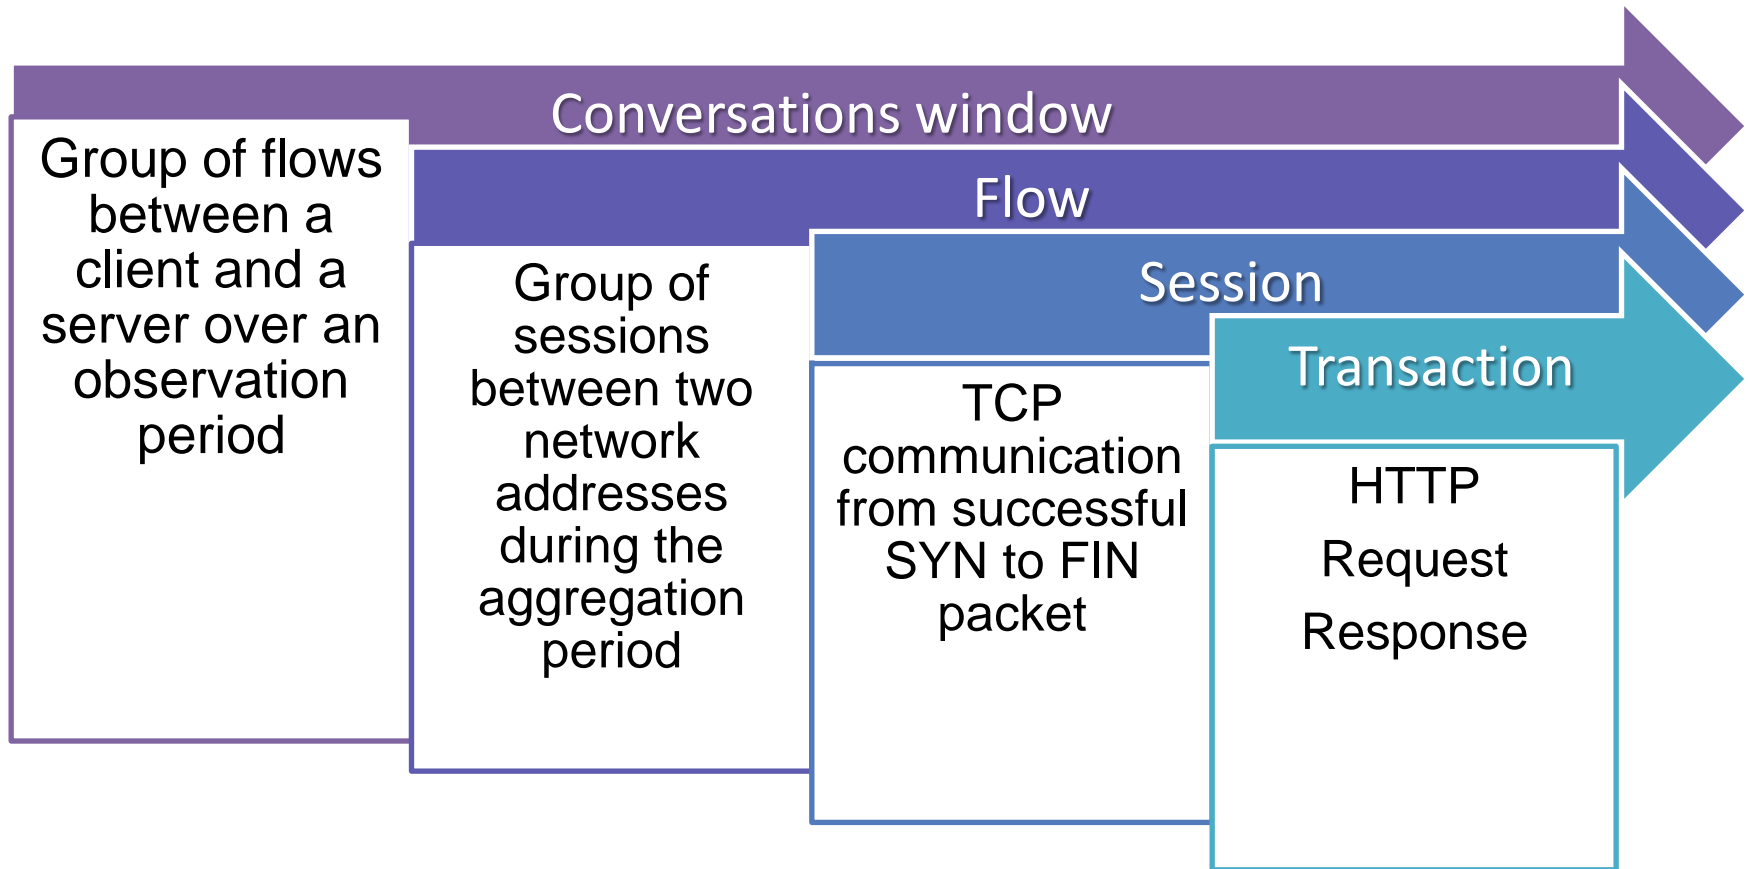 Conversations window
Group of flows
between a
client and a
server over an
observation
period
Flow
Group of
sessions
between two
network
addresses
during the
aggregation
period
Session
TCP
communication
from successful
SYN to FIN
packet
Transaction
HTTP
Request
Response